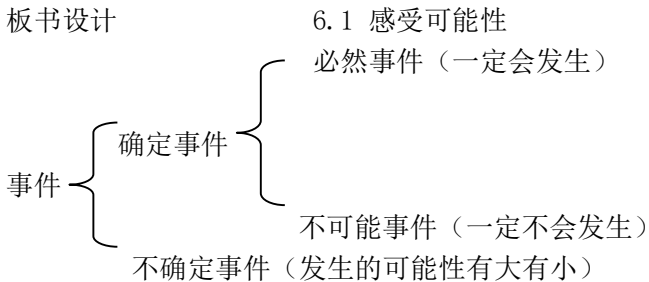 板书设计 6.1 感受可能性
必然事件（一定会发生）
确定事件
事件
不可能事件（一定不会发生）
不确定事件（发生的可能性有大有小）